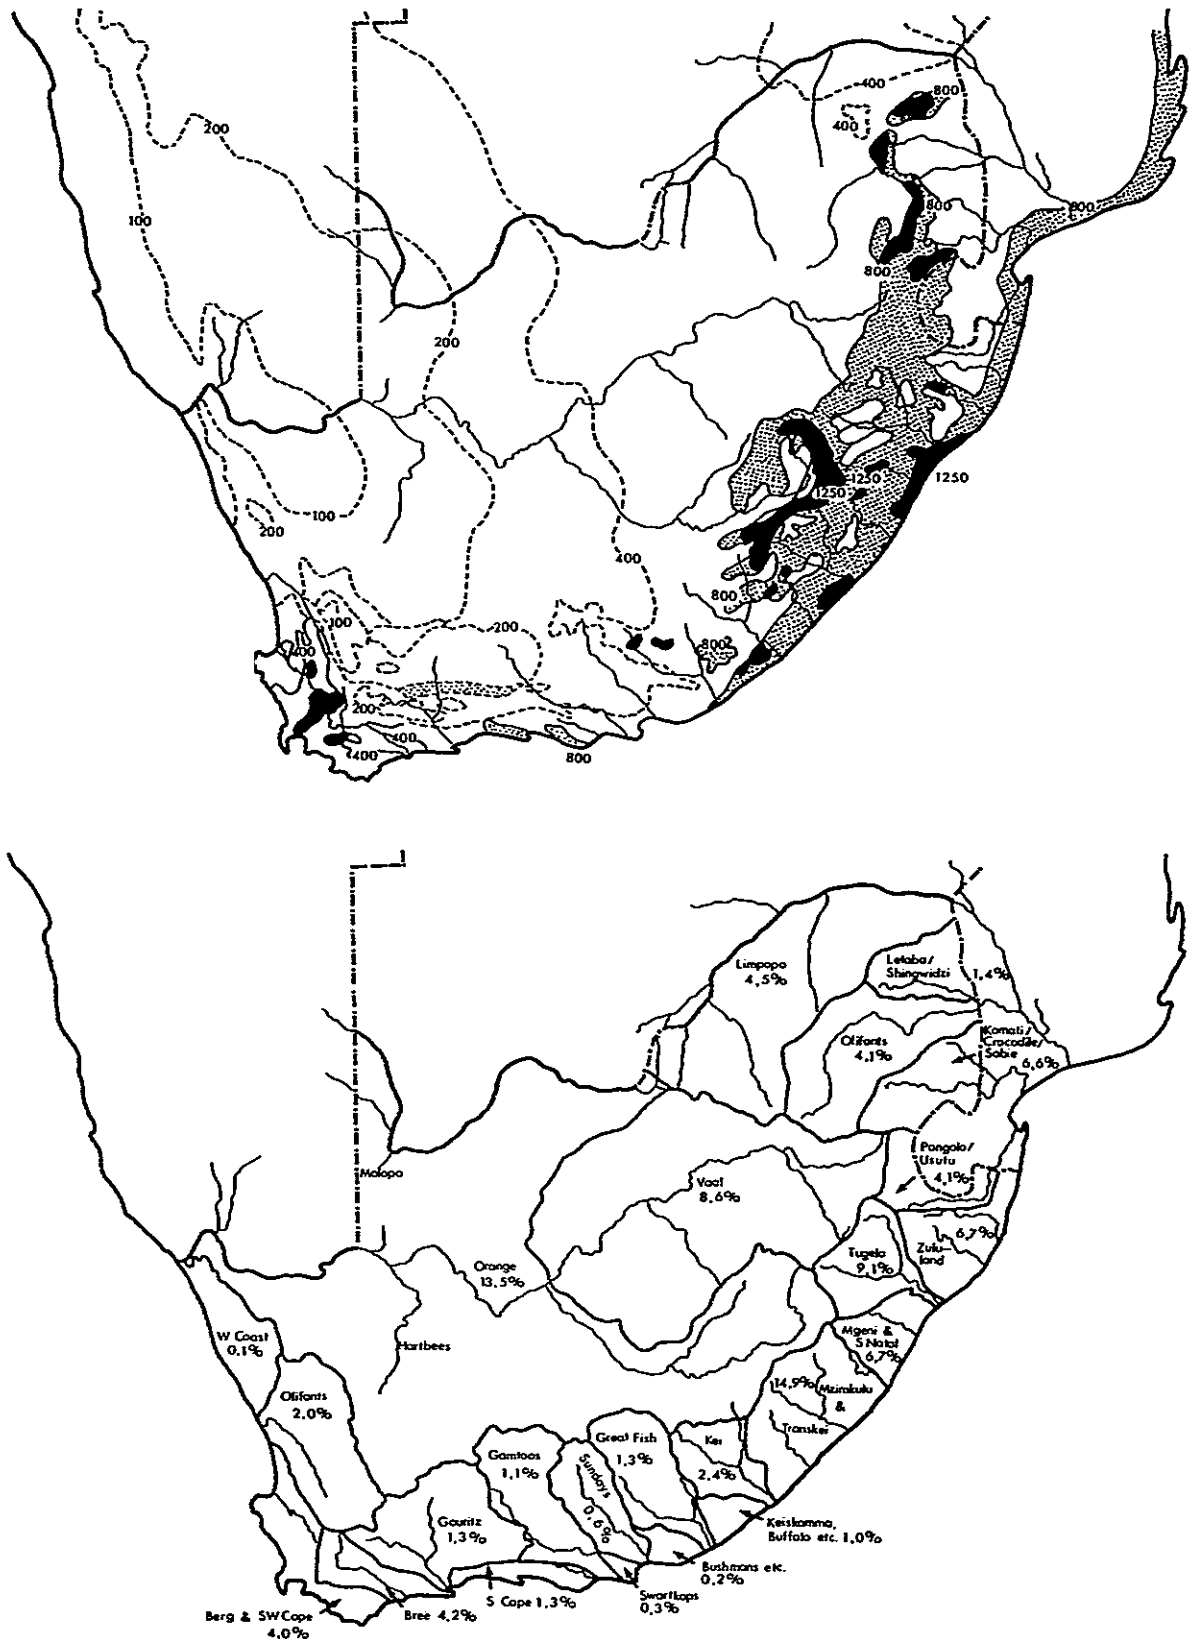 400
800
400
200
100
800
800
800
200
1250
1250
1250
100
200
400
800
100
200
800
400
200
400
400
800
Limpopo
4,5%
Letaba/
Shingwidzi
1,4%
Olifants
4,1%
Komati/
Crocodile/
Sabie
6,6%
Pongolo/
Usutu
4,1%
Molopo
Vaal
8,6%
6,7%
Zulu-
land
Tugela
9,1%
Orange
13,5%
W Coast
0,1%
Hartbees
Mgeni &
S Natal
6,7%
14,9%
Mzimkulu
&
Transkei
Olifants
2,0%
Great Fish
1,3%
Kei
2,4%
Gamtoos
1,1%
Sundays
0,6%
Gouritz
1,3%
Keiskamma,
Buffalo etc. 1,0%
Bushmans etc.
0,2%
Swartkops
0,3%
S Cape 1,3%
Bree 4,2%
Berg & SW Cape
4,0%